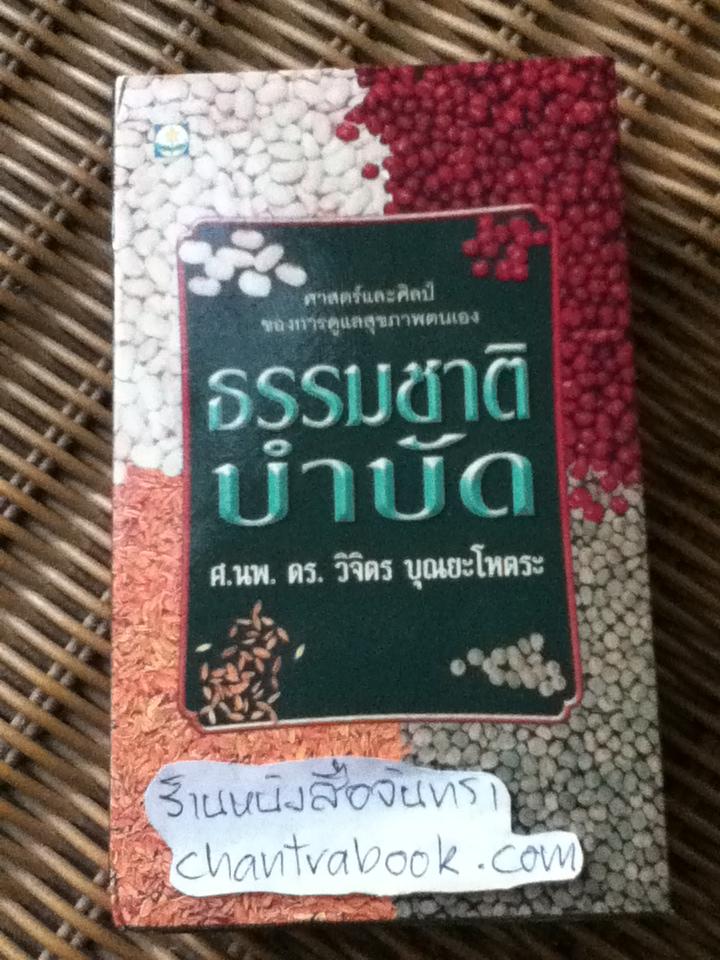 ศาสตร์และศิลป์
ของการดูแลสุขภาพตนเอง
ธรรมชาติ
บำบัด
ศ.นพ. ดร. วิจิตร บุณยะโหตระ
ร้านหนังสือจันทรา
chantrabook.com